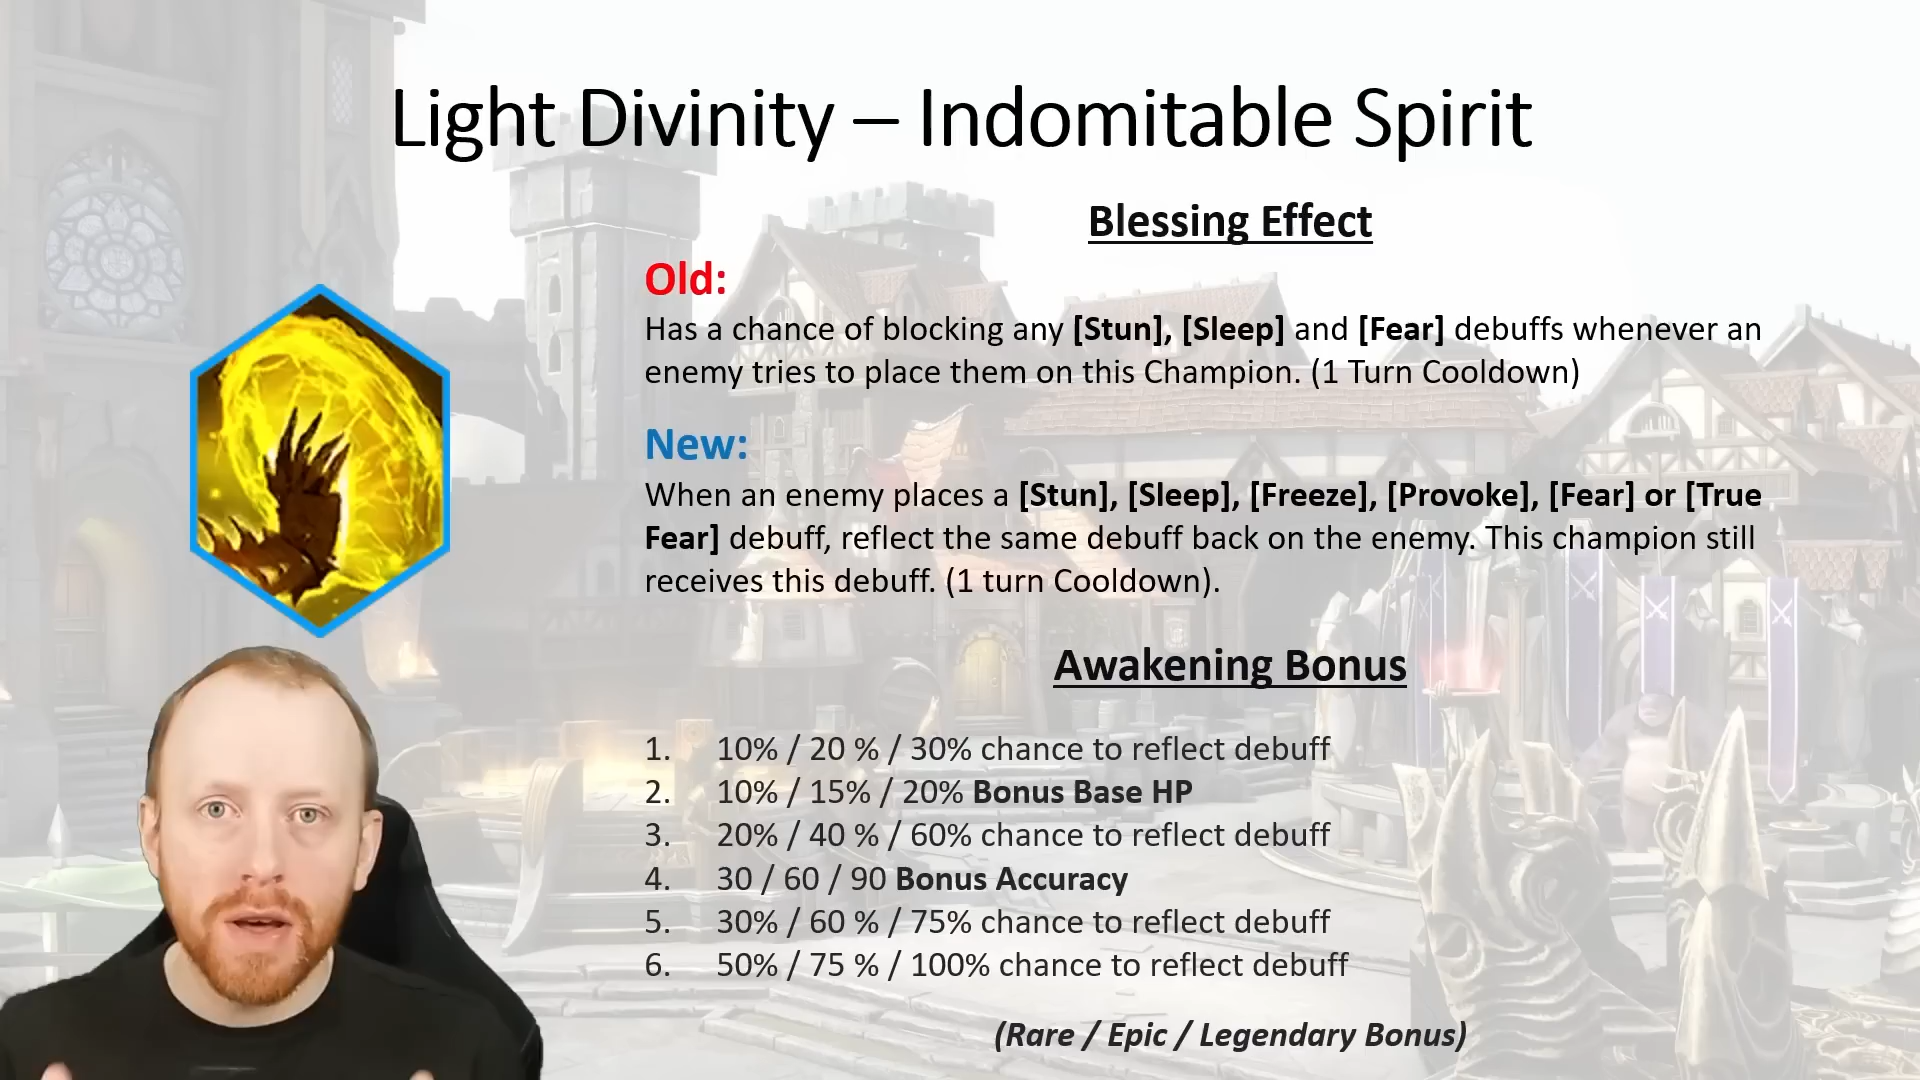 Light Divinity – Indomitable Spirit
Blessing Effect
Old:
Has a chance of blocking any [Stun], [Sleep] and [Fear] debuffs whenever an
enemy tries to place them on this Champion. (1 Turn Cooldown)
New:
When an enemy places a [Stun], [Sleep], [Freeze], [Provoke], [Fear] or [True
Fear] debuff, reflect the same debuff back on the enemy. This champion still
receives this debuff. (1 turn Cooldown).
Awakening Bonus
1. 10% / 20 % / 30% chance to reflect debuff
2. 10% / 15% / 20% Bonus Base HP
3. 20% / 40 % / 60% chance to reflect debuff
4. 30 / 60 / 90 Bonus Accuracy
5. 30% / 60 % / 75% chance to reflect debuff
6. 50% / 75 % / 100% chance to reflect debuff
(Rare / Epic / Legendary Bonus)